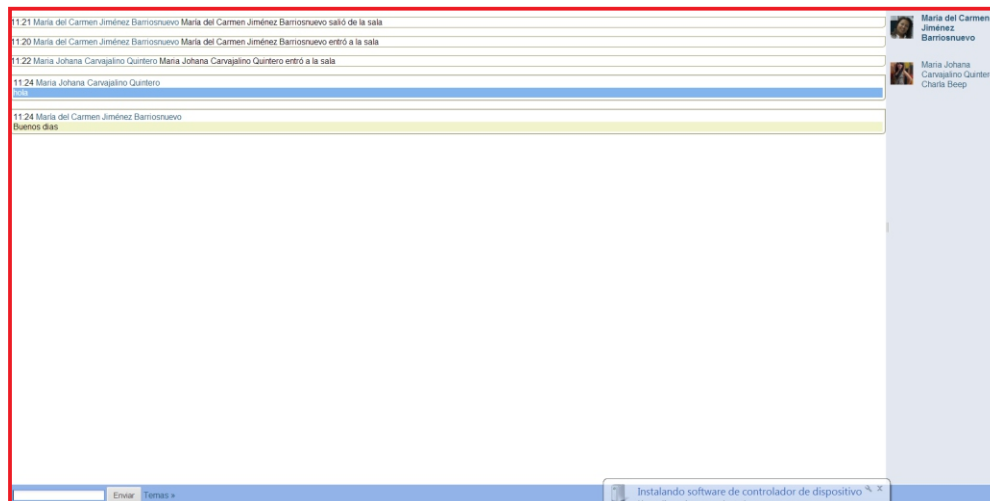 11:21 María del Carmen Jiménez Barriosnuevo María del Carmen Jiménez Barriosnuevo salió de la sala
11:20 María del Carmen Jiménez Barriosnuevo María del Carmen Jiménez Barriosnuevo entró a la sala
11:22 Maria Johana Carvajalino Quintero Maria Johana Carvajalino Quintero entró a la sala
11:24 Maria Johana Carvajalino Quintero
hola
11:24 María del Carmen Jiménez Barriosnuevo
Buenos dias
María del Carmen
Jiménez
Barriosnuevo
Maria Johana
Carvajalino Quinter
Charla Beep
Enviar Temas »
Instalando software de controlador de dispositivo